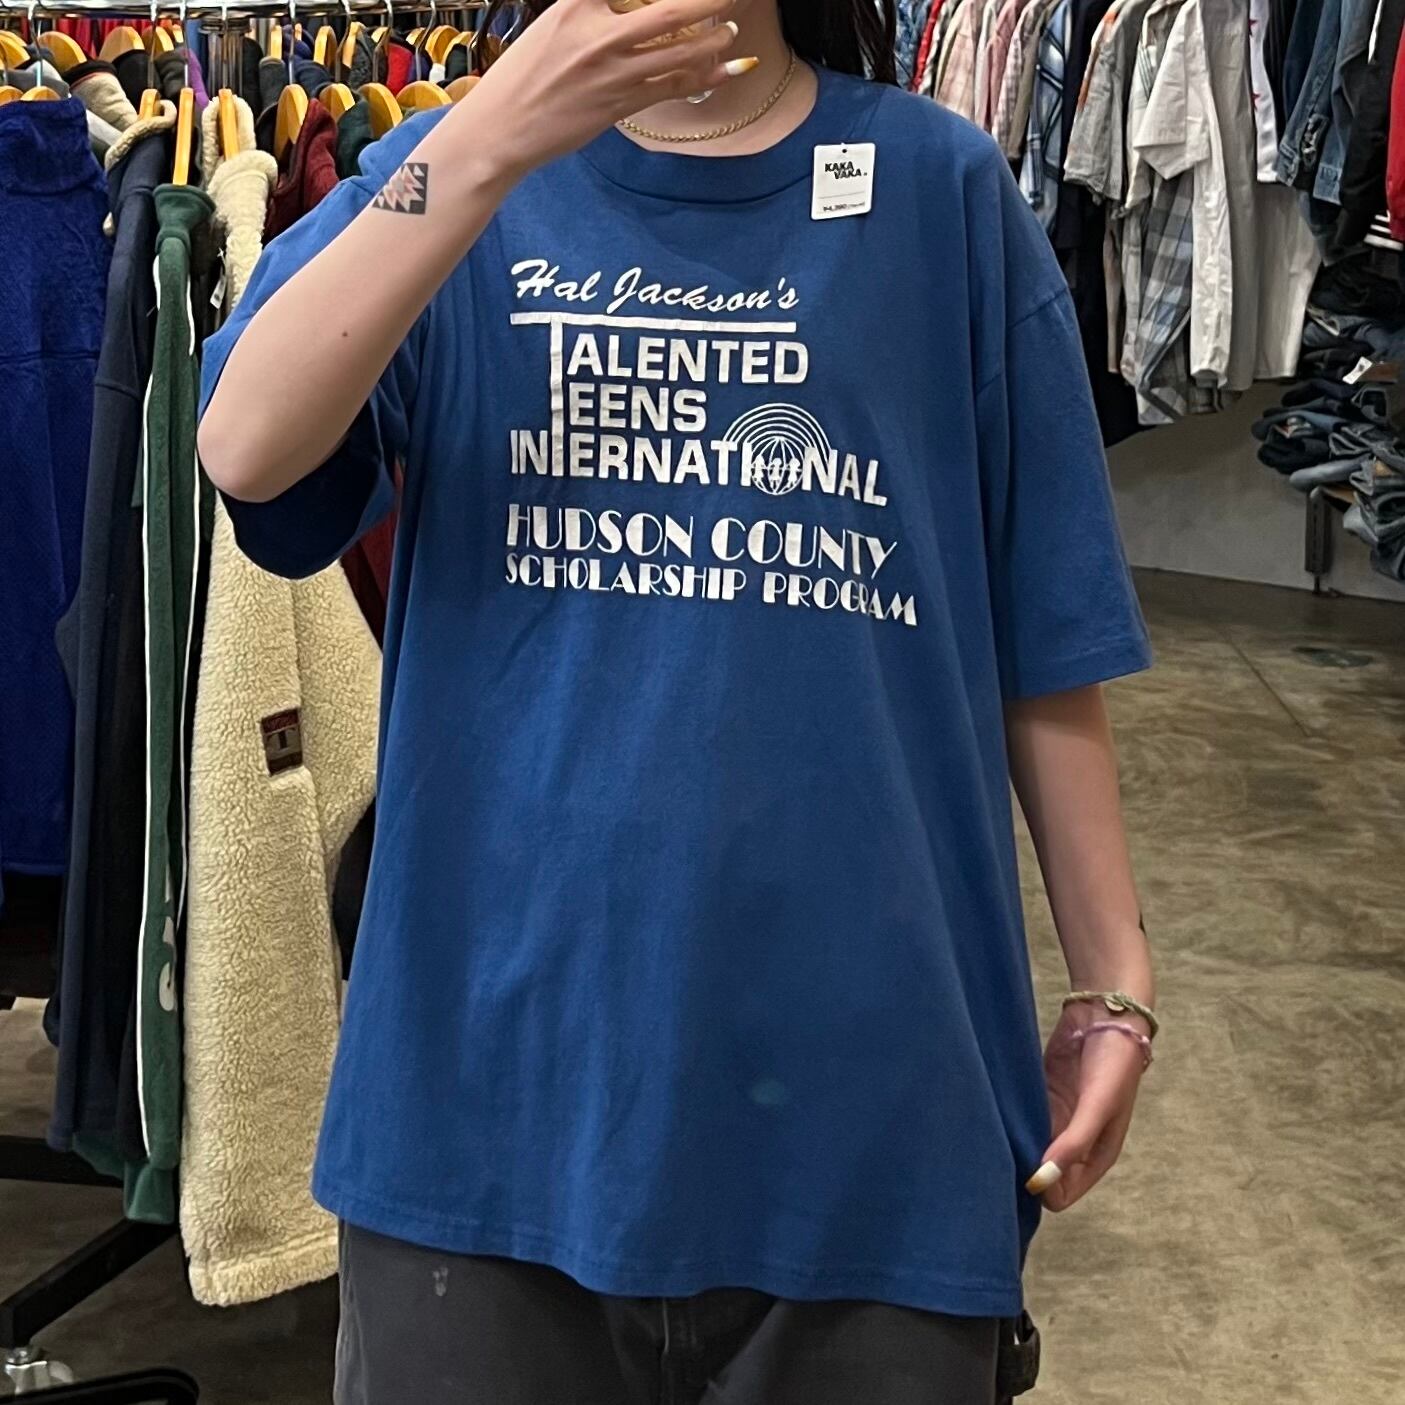 KAKA
VAKA
Hal Jackson's
TALENTED
TEENS
INTERNATIONAL
HUDSON COUNTY
SCHOLARSHIP PROGRAM